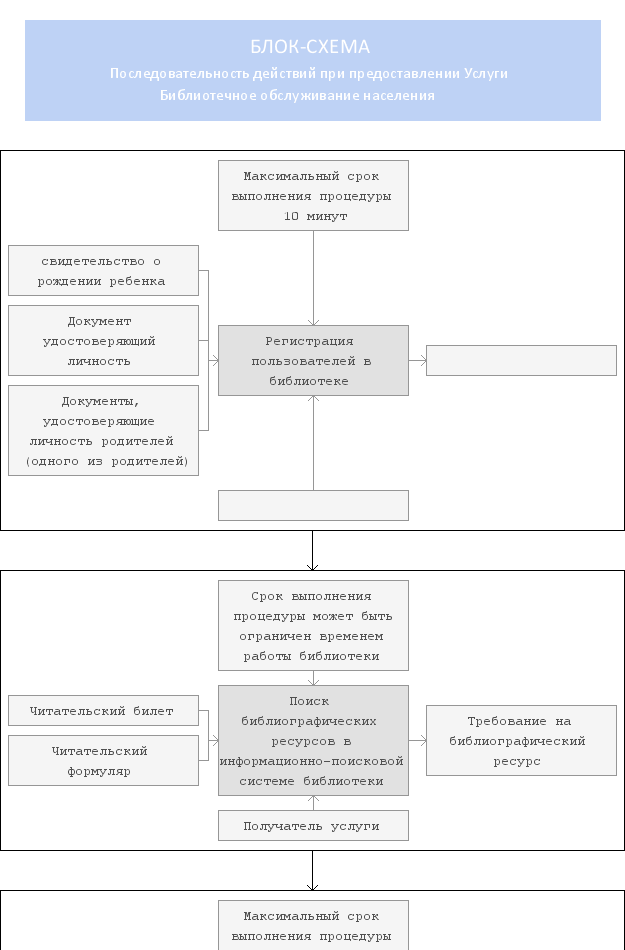 БЛОК-СХЕМА
Последовательность действий при предоставлении Услуги
Библиотечное обслуживание населения
Максимальный срок
выполнения процедуры
10 минут
свидетельство о
рождении ребенка
Документ
удостоверяющий
личность
Документы,
удостоверяющие
личность родителей
(одного из родителей)
Регистрация
пользователей в
библиотеке
Срок выполнения
процедуры может быть
ограничен временем
работы библиотеки
Читательский билет
Читательский
формуляр
Поиск
библиографических
ресурсов в
информационно-поисковой
системе библиотеки
Требование на
библиографический
ресурс
Получатель услуги
Максимальный срок
выполнения процедуры